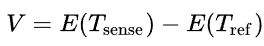 V = E(T_sense) − E(T_ref)